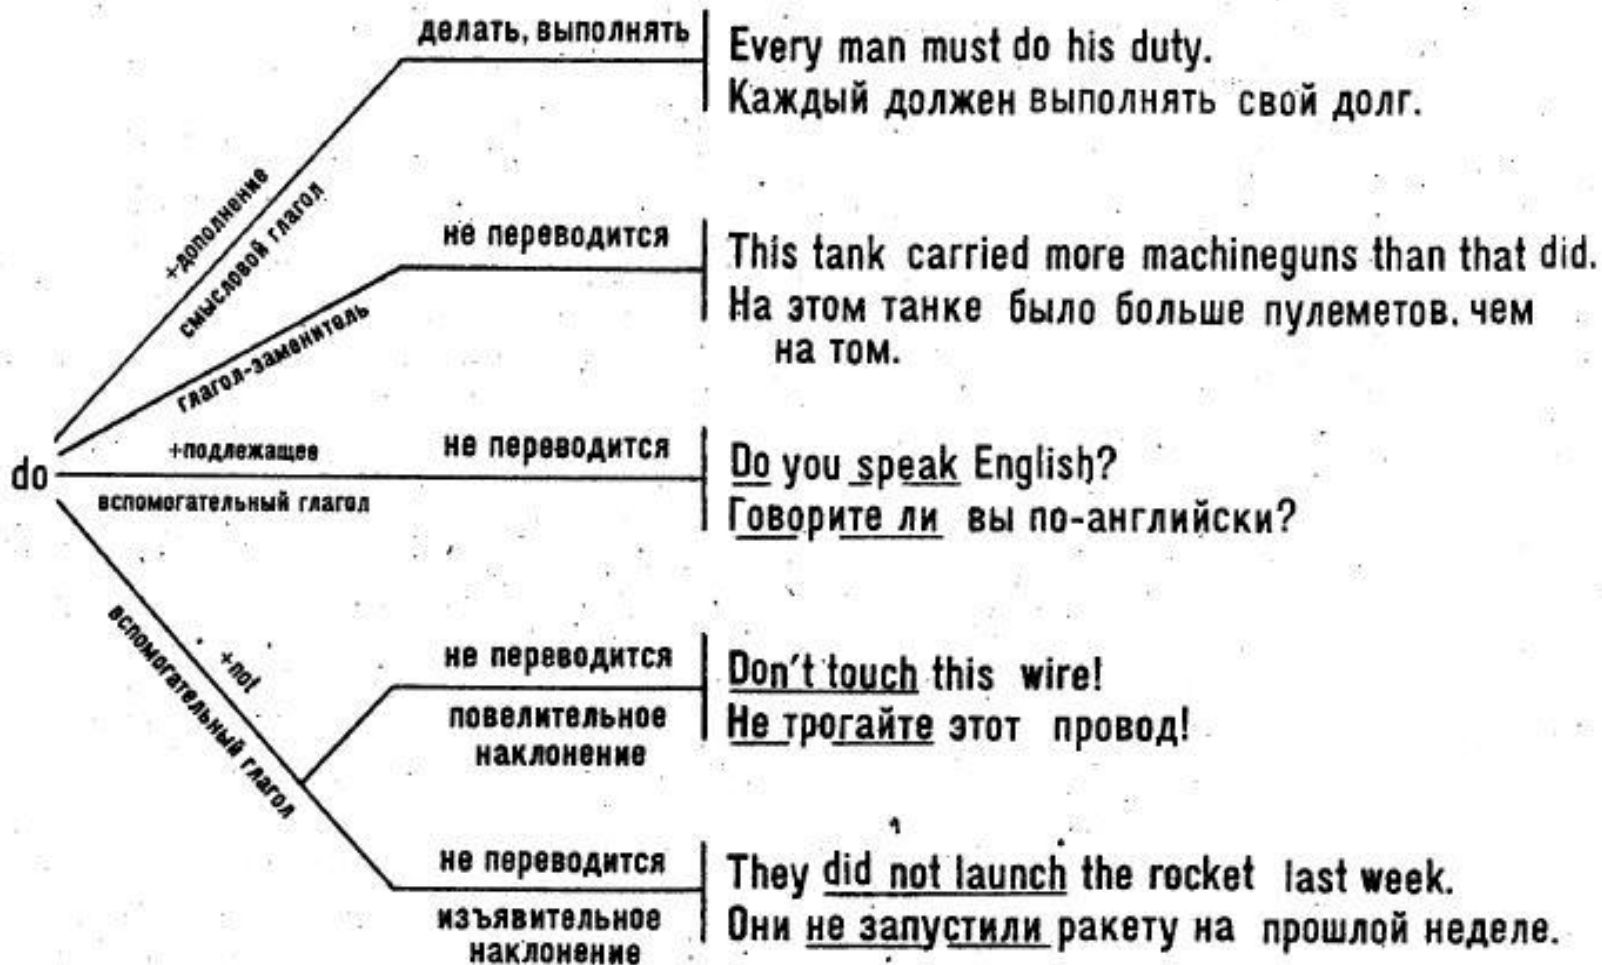 делать, выполнять
Every man must do his duty.
Каждый должен выполнять свой долг.
+дополнение
смысловой глагол
не переводится
This tank carried more machineguns than that did.
На этом танке было больше пулеметов. чем
на том.
глагол-заменитель
do
+подлежащее
вспомогательный глагол
не переводится
Do you speak English?
Говорите ли вы по-английски?
+not
вспомогательный глагол
не переводится
повелительное
наклонение
Don't touch this wire!
Не трогайте этот провод!
не переводится
изъявительное
наклонение
They did not launch the rocket last week.
Они не запустили ракету на прошлой неделе.